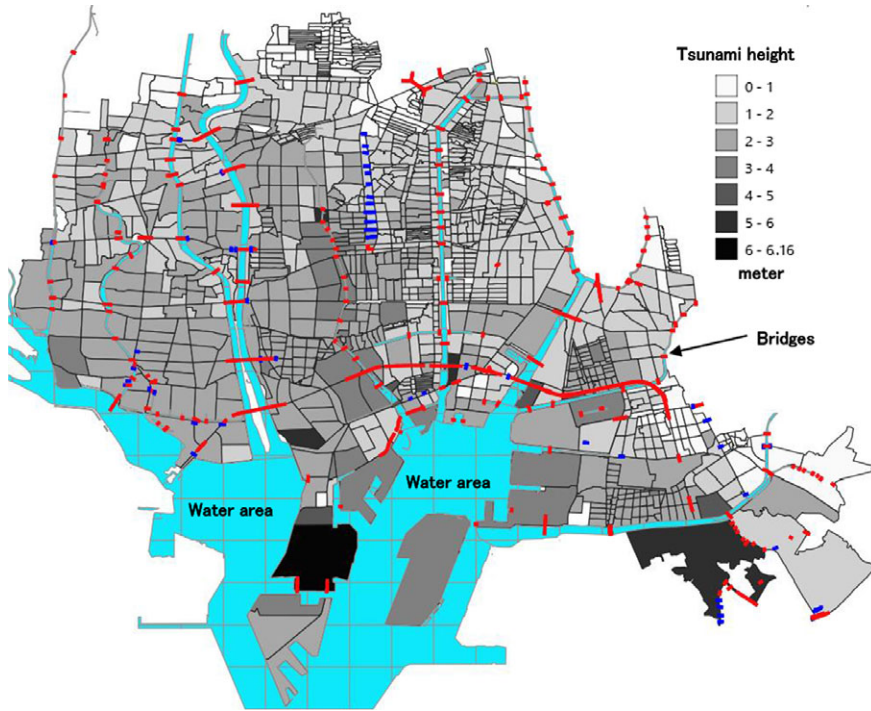 Tsunami height
0 - 1
1 - 2
2 - 3
3 - 4
4 - 5
5 - 6
6 - 6.16
meter
Bridges
Water area
Water area